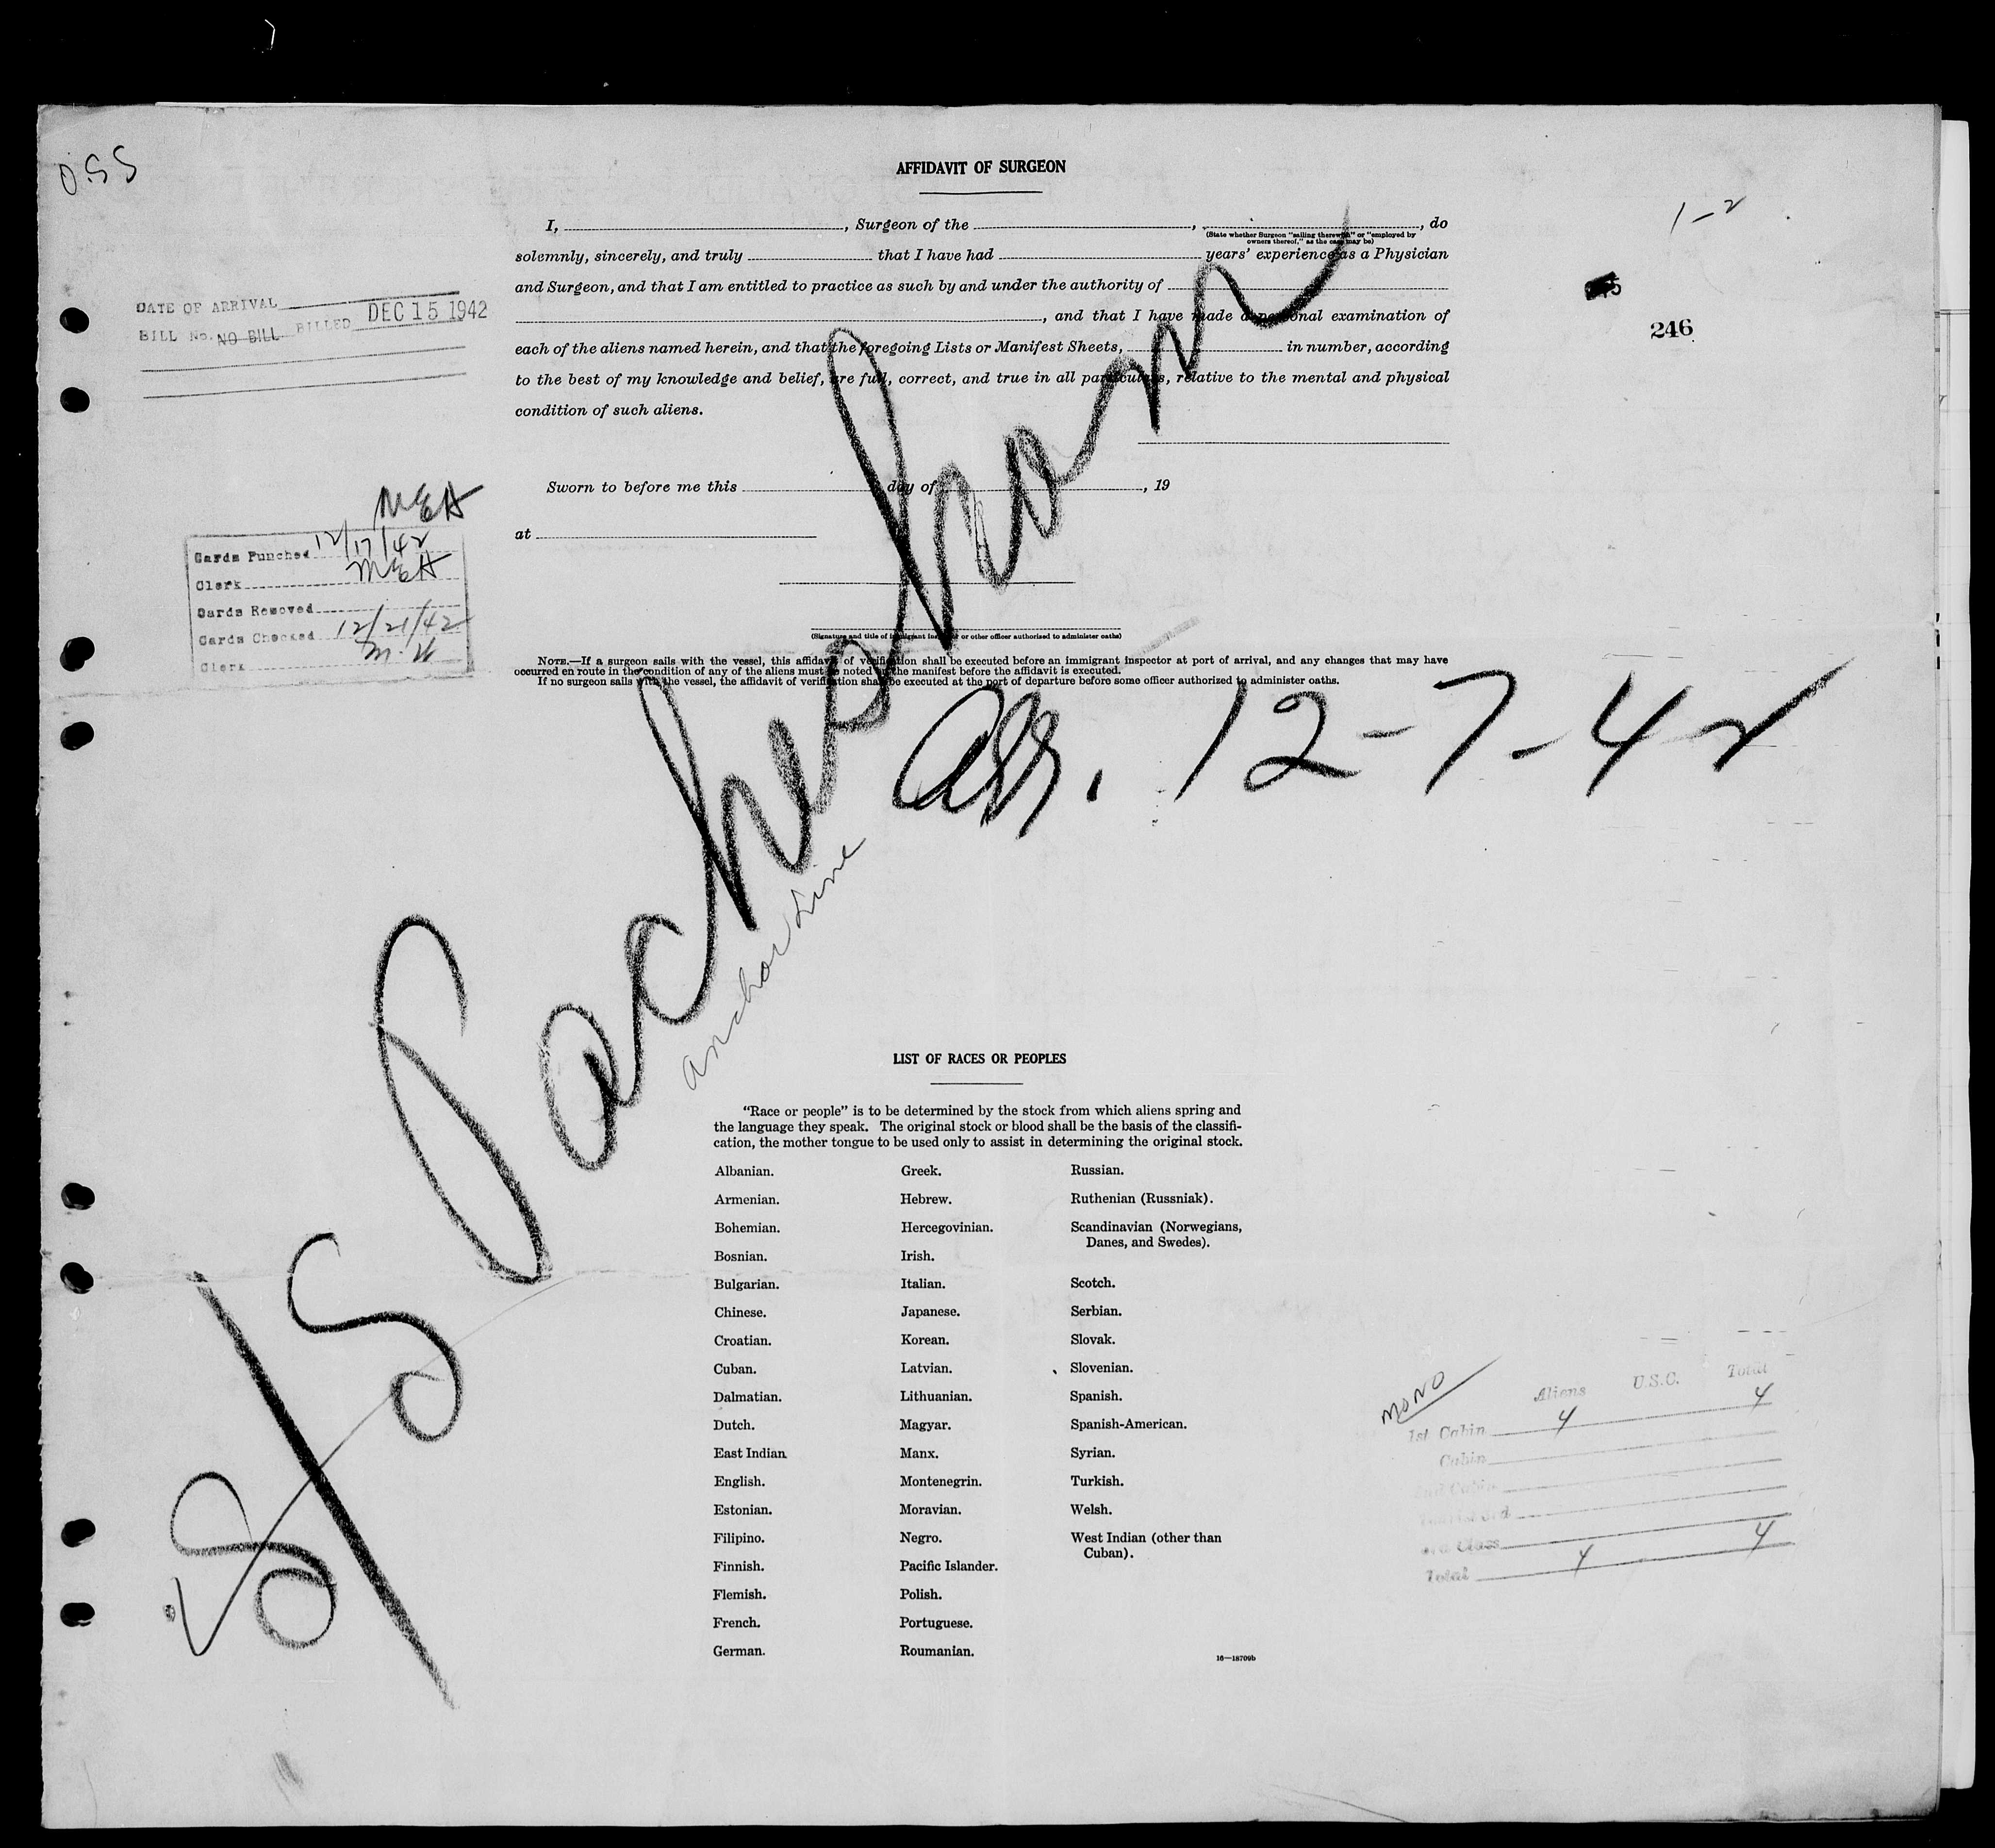 O.S.S
AFFIDAVIT OF SURGEON
1-2
I, , Surgeon of the , , do
(State whether Surgeon "sailing therewith" or "employed by
owners thereof," as the case may be)
solemnly, sincerely, and truly that I have had years' experience as a Physician
and Surgeon, and that I am entitled to practice as such by and under the authority of
, and that I have made a personal examination of
each of the aliens named herein, and that the foregoing Lists or Manifest Sheets, in number, according
to the best of my knowledge and belief, are full, correct, and true in all particulars, relative to the mental and physical
condition of such aliens.
246
DATE OF ARRIVAL
BILL No. NO BILL BILLED DEC 15 1942
Sworn to before me this day of , 19
at
(Signature and title of immigrant inspector or other officer authorised to administer oaths)
MEA
Cards Punched 12/17/42
Clerk MEA
Cards Removed
Cards Checked 12/21/42
Clerk M.H
NOTE.—If a surgeon sails with the vessel, this affidavit of verification shall be executed before an immigrant inspector at port of arrival, and any changes that may have
occurred en route in the condition of any of the aliens must be noted on the manifest before the affidavit is executed.
If no surgeon sails with the vessel, the affidavit of verification shall be executed at the port of departure before some officer authorized to administer oaths.
arr. 12-7-42
S/S Pachesham
Anchor Line
LIST OF RACES OR PEOPLES
"Race or people" is to be determined by the stock from which aliens spring and
the language they speak. The original stock or blood shall be the basis of the classifi-
cation, the mother tongue to be used only to assist in determining the original stock.
Albanian. Greek. Russian.
Armenian. Hebrew. Ruthenian (Russniak).
Bohemian. Hercegovinian. Scandinavian (Norwegians,
Danes, and Swedes).
Bosnian. Irish.
Bulgarian. Italian. Scotch.
Chinese. Japanese. Serbian.
Croatian. Korean. Slovak.
Cuban. Latvian. Slovenian.
Dalmatian. Lithuanian. Spanish.
Dutch. Magyar. Spanish-American.
East Indian. Manx. Syrian.
English. Montenegrin. Turkish.
Estonian. Moravian. Welsh.
Filipino. Negro. West Indian (other than
Cuban).
Finnish. Pacific Islander.
Flemish. Polish.
French. Portuguese.
German. Roumanian.
16—18709b
MONO
Aliens U.S.C. Total
1st Cabin 4 4
Cabin
Class
Total 4 4